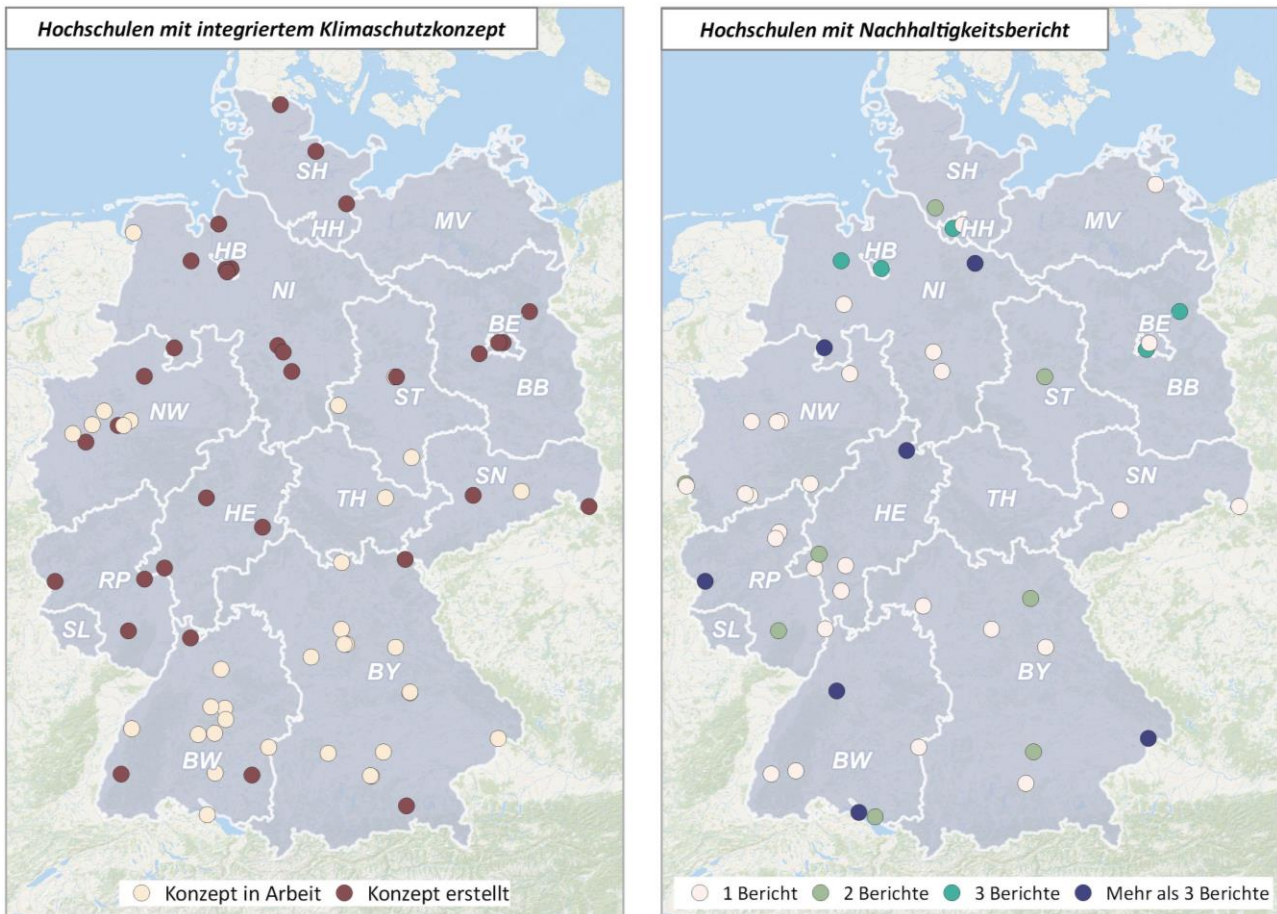 Hochschulen mit integriertem Klimaschutzkonzept
SH
HH
MV
HB
NI
BE
BB
ST
NW
SN
TH
HE
RP
SL
BY
BW
Konzept in Arbeit
Konzept erstellt
Hochschulen mit Nachhaltigkeitsbericht
SH
HH
MV
HB
NI
BE
BB
ST
NW
SN
TH
HE
RP
SL
BY
BW
1 Bericht
2 Berichte
3 Berichte
Mehr als 3 Berichte